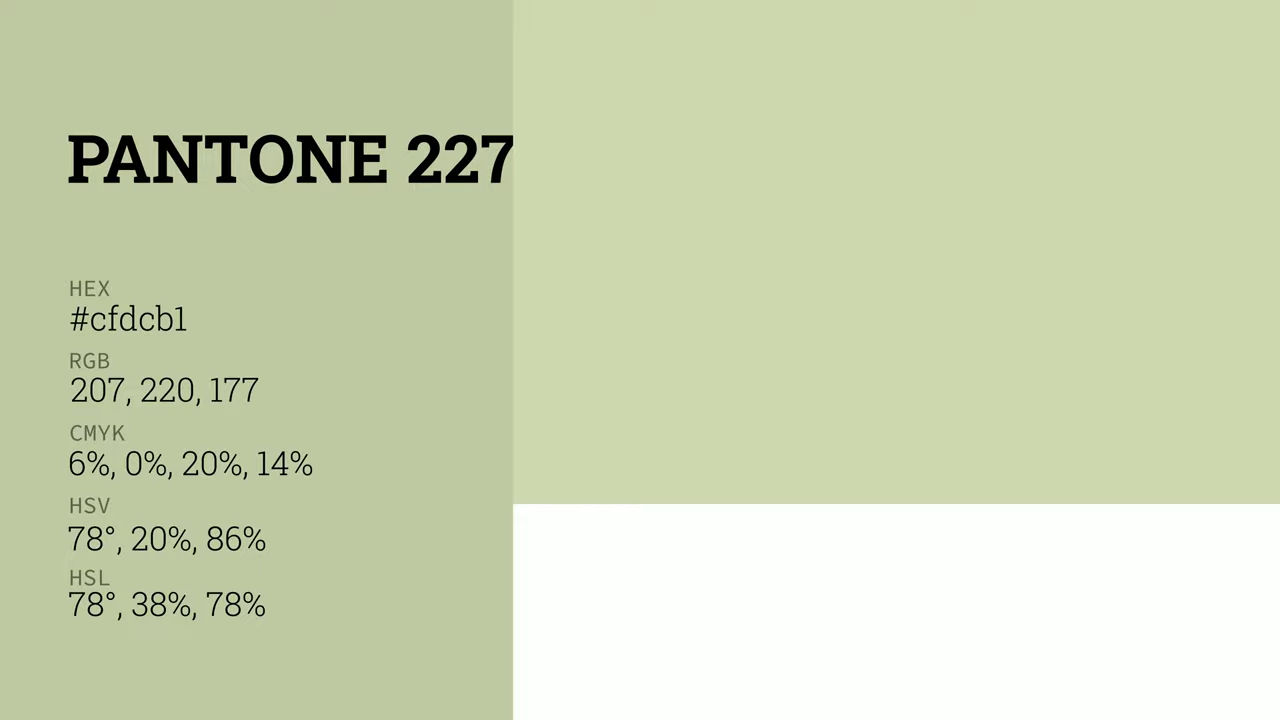 PANTONE 227
HEX
#cfdcb1
RGB
207, 220, 177
CMYK
6%, 0%, 20%, 14%
HSV
78°, 20%, 86%
HSL
78°, 38%, 78%